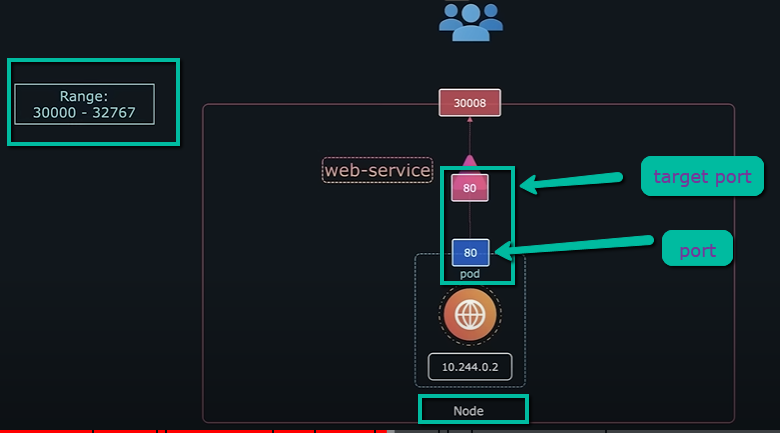 30008
Range:
30000 - 32767
web-service
80
target port
80
port
pod
10.244.0.2
Node